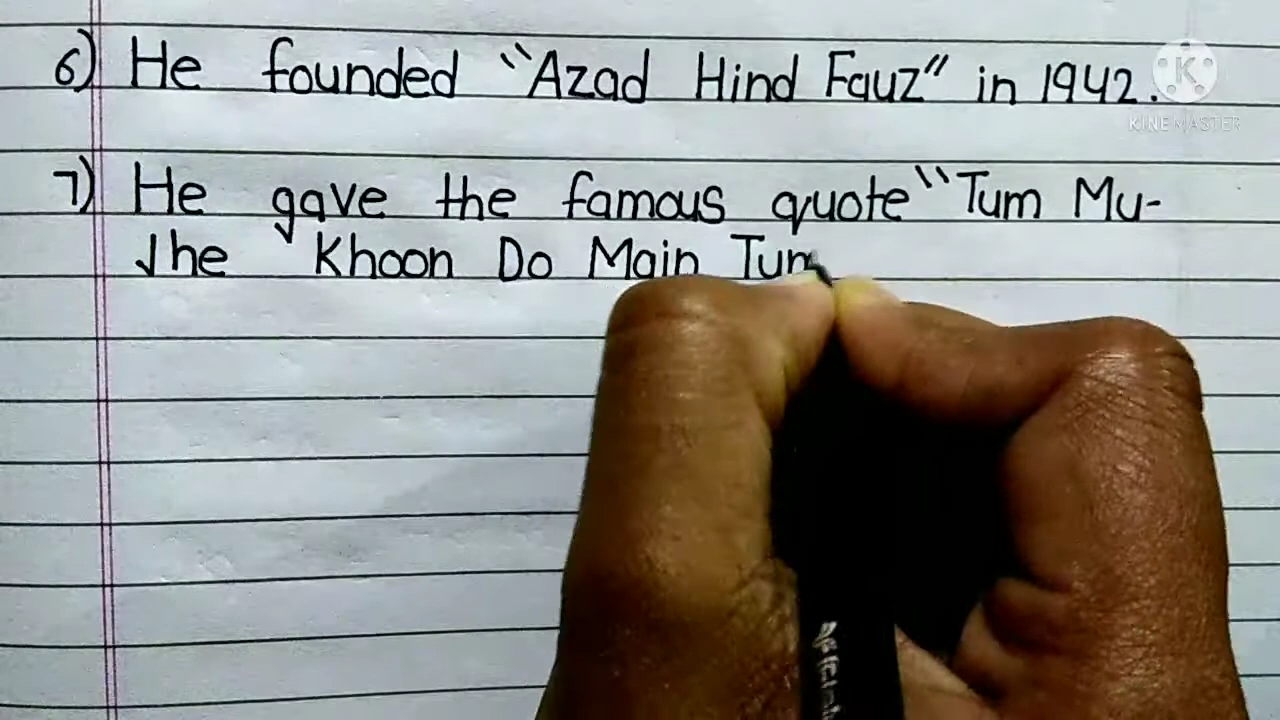 6) He founded "Azad Hind Fauz" in 1942.
K
KINEMASTER
7) He gave the famous quote "Tum Mu-
Jhe Khoon Do Main Tum